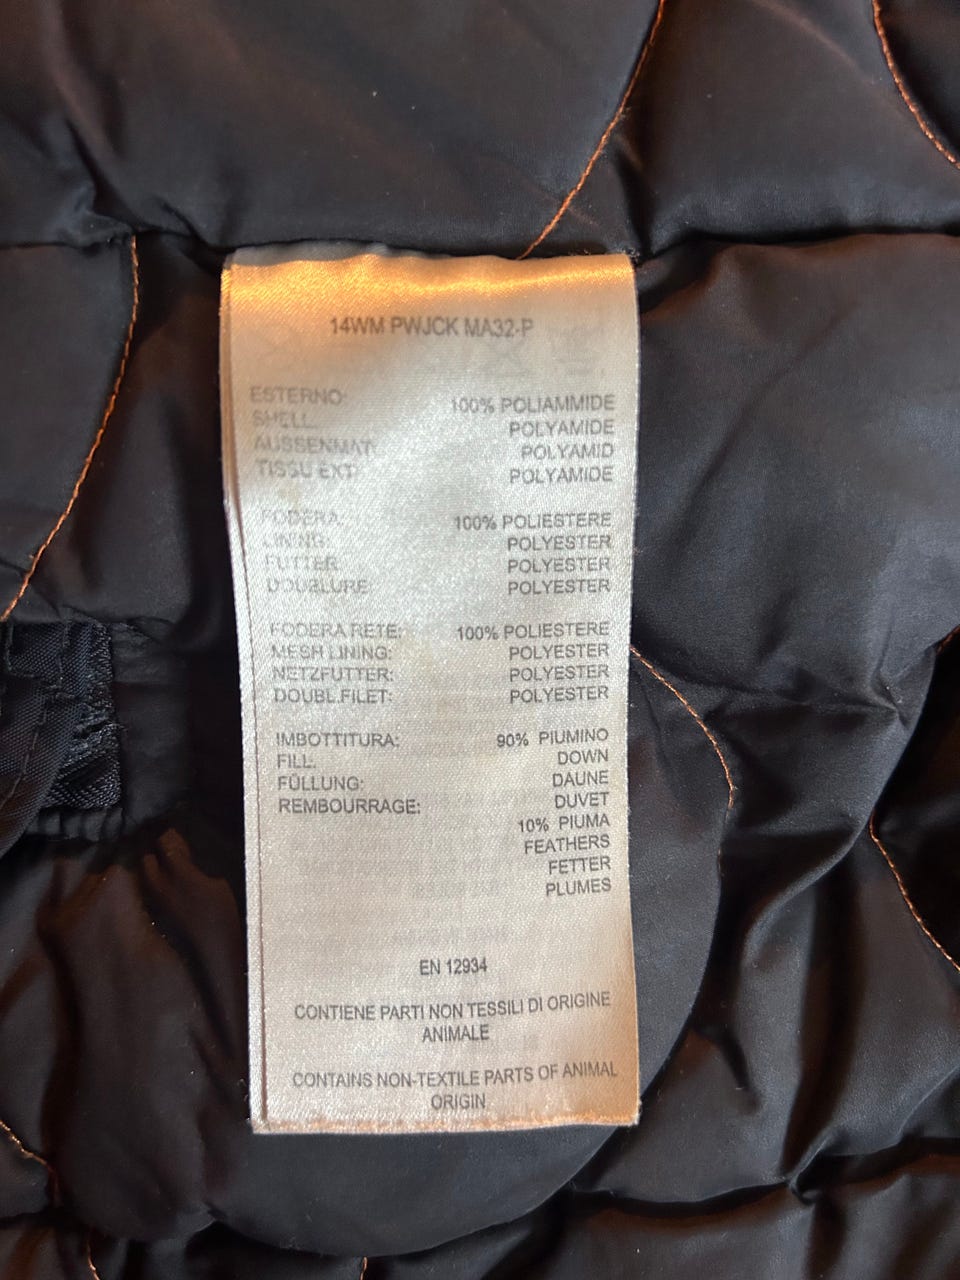 14WM PWJCK MA32-P
ESTERNO: 100% POLIAMMIDE
SHELL. POLYAMIDE
AUSSENMAT: POLYAMID
TISSU EXT: POLYAMIDE
FODERA: 100% POLIESTERE
LINING: POLYESTER
FUTTER: POLYESTER
DOUBLURE: POLYESTER
FODERA RETE: 100% POLIESTERE
MESH LINING: POLYESTER
NETZFUTTER: POLYESTER
DOUBL.FILET: POLYESTER
IMBOTTITURA: 90% PIUMINO
FILL. DOWN
FÜLLUNG: DAUNE
REMBOURRAGE: DUVET
10% PIUMA
FEATHERS
FETTER
PLUMES
EN 12934
CONTIENE PARTI NON TESSILI DI ORIGINE
ANIMALE
CONTAINS NON-TEXTILE PARTS OF ANIMAL
ORIGIN